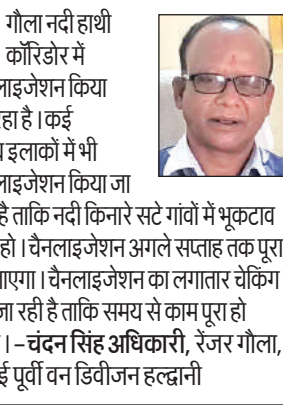 गौला नदी हाथी
कॉरिडोर में
लाइजेशन किया
हा है । कई
इलाकों में भी
लाइजेशन किया जा
है ताकि नदी किनारे सटे गांवों में भूकटाव
हो । चैनलाइजेशन अगले सप्ताह तक पूरा
जाएगा । चैनलाइजेशन का लगातार चेकिंग
जा रही है ताकि समय से काम पूरा हो
। –चंदन सिंह अधिकारी, रेंजर गौला,
ई पूर्वी वन डिवीजन हल्द्वानी